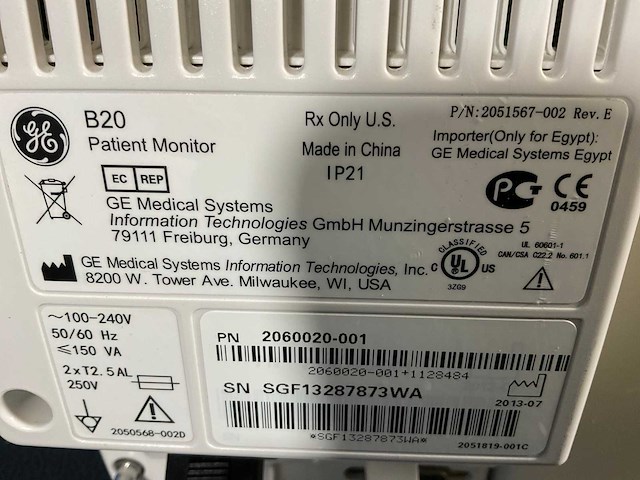 GE
B20
Patient Monitor
Rx Only U.S.
Made in China
IP21
P/N:2051567-002 Rev.E
Importer(Only for Egypt):
GE Medical Systems Egypt
EC REP
GE Medical Systems
Information Technologies GmbH Munzingerstrasse 5
79111 Freiburg, Germany
PCT CE
0459
GE Medical Systems Information Technologies, Inc.
8200 W. Tower Ave. Milwaukee, WI, USA
CLASSIFIED
C UL US
3ZQ9
UL 60601-1
CAN/CSA C22.2 No.601.1
~100-240V
50/60 Hz
≤150 VA
2xT2.5AL
250V
2050568-002D
PN 2060020-001
2060020-001+1128484
SN SGF13287873WA
2013-07
*SGF13287873WA*
2051819-001C